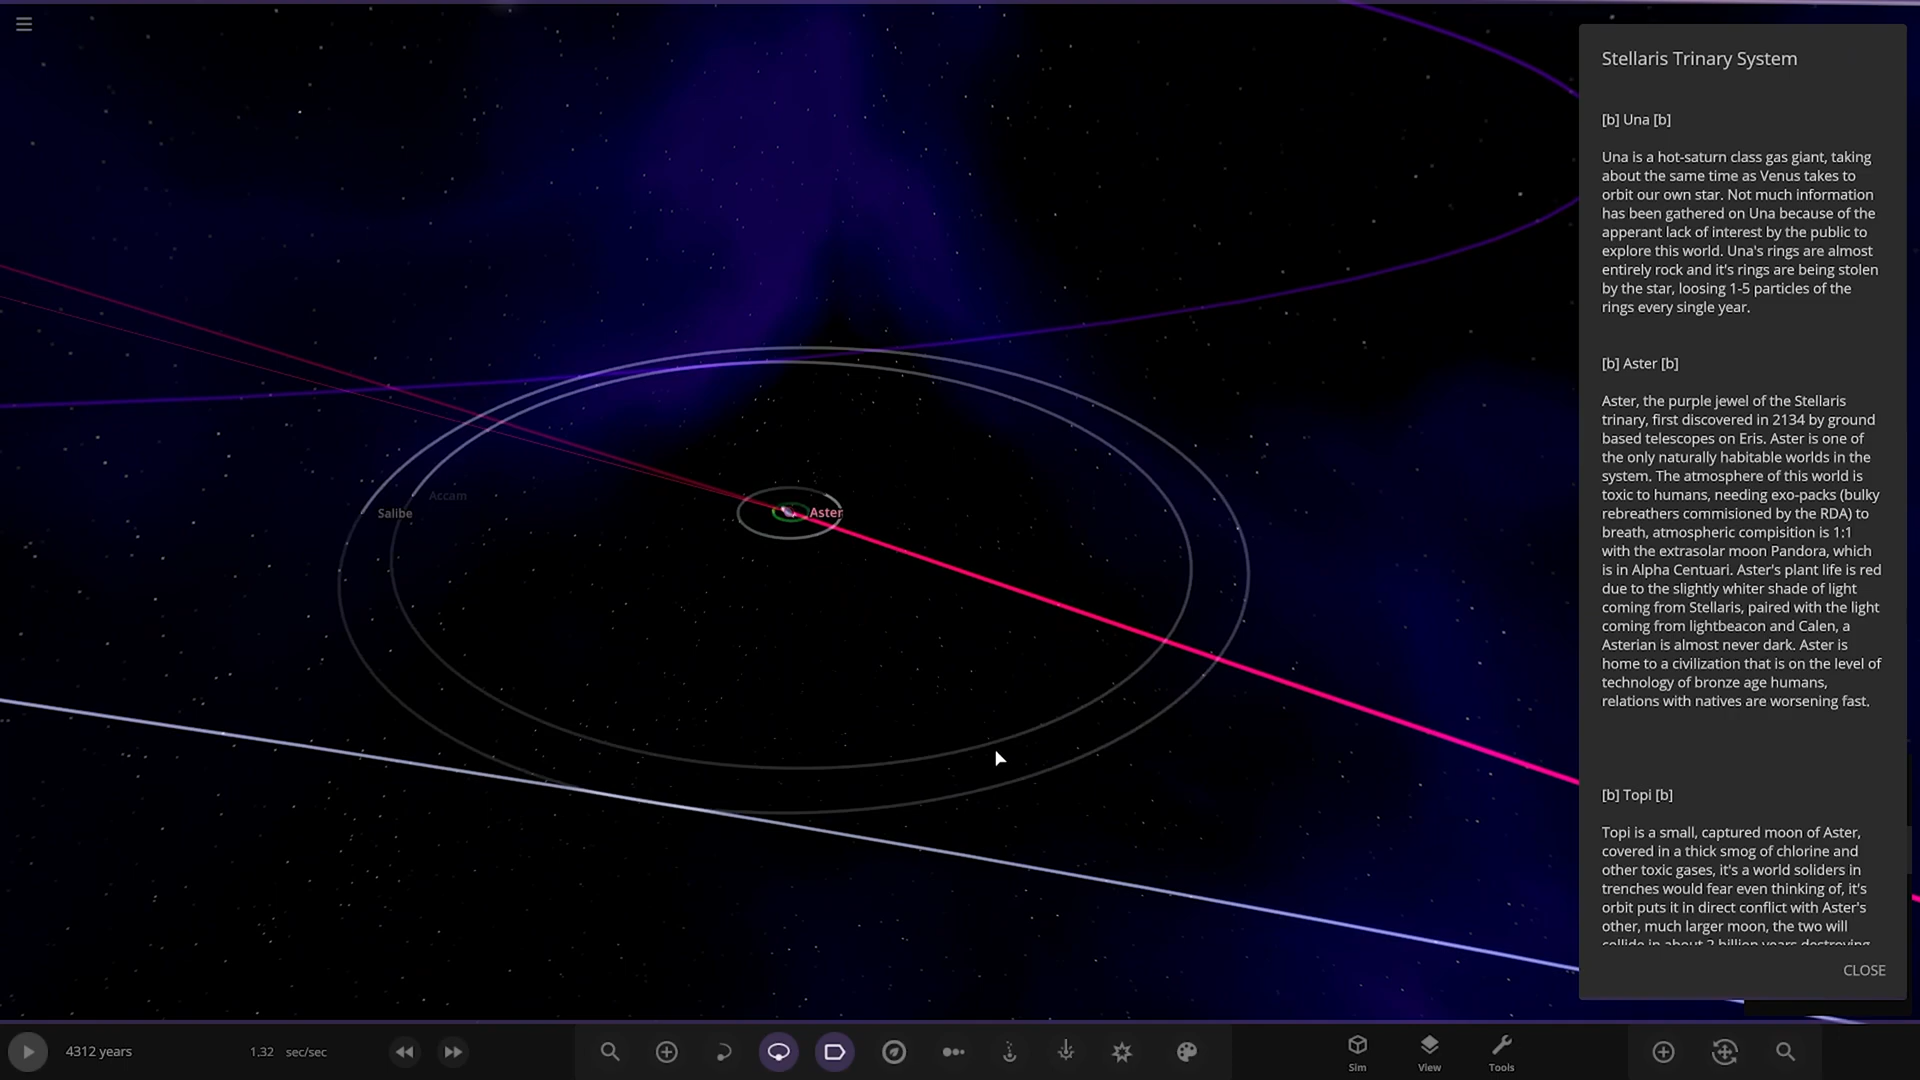 Stellaris Trinary System
[b] Una [b]
Una is a hot-saturn class gas giant, taking
about the same time as Venus takes to
orbit our own star. Not much information
has been gathered on Una because of the
apperant lack of interest by the public to
explore this world. Una's rings are almost
entirely rock and it's rings are being stolen
by the star, loosing 1-5 particles of the
rings every single year.
[b] Aster [b]
Aster, the purple jewel of the Stellaris
trinary, first discovered in 2134 by ground
based telescopes on Eris. Aster is one of
the only naturally habitable worlds in the
system. The atmosphere of this world is
toxic to humans, needing exo-packs (bulky
rebreathers commisioned by the RDA) to
breath, atmospheric compisition is 1:1
with the extrasolar moon Pandora, which
is in Alpha Centuari. Aster's plant life is red
due to the slightly whiter shade of light
coming from Stellaris, paired with the light
coming from lightbeacon and Calen, a
Asterian is almost never dark. Aster is
home to a civilization that is on the level of
technology of bronze age humans,
relations with natives are worsening fast.
[b] Topi [b]
Topi is a small, captured moon of Aster,
covered in a thick smog of chlorine and
other toxic gases, it's a world soliders in
trenches would fear even thinking of, it's
orbit puts it in direct conflict with Aster's
other, much larger moon, the two will
collide in about 2 billion years destroying
CLOSE
Accam
Salibe
Aster
4312 years
1.32 sec/sec
Sim
View
Tools